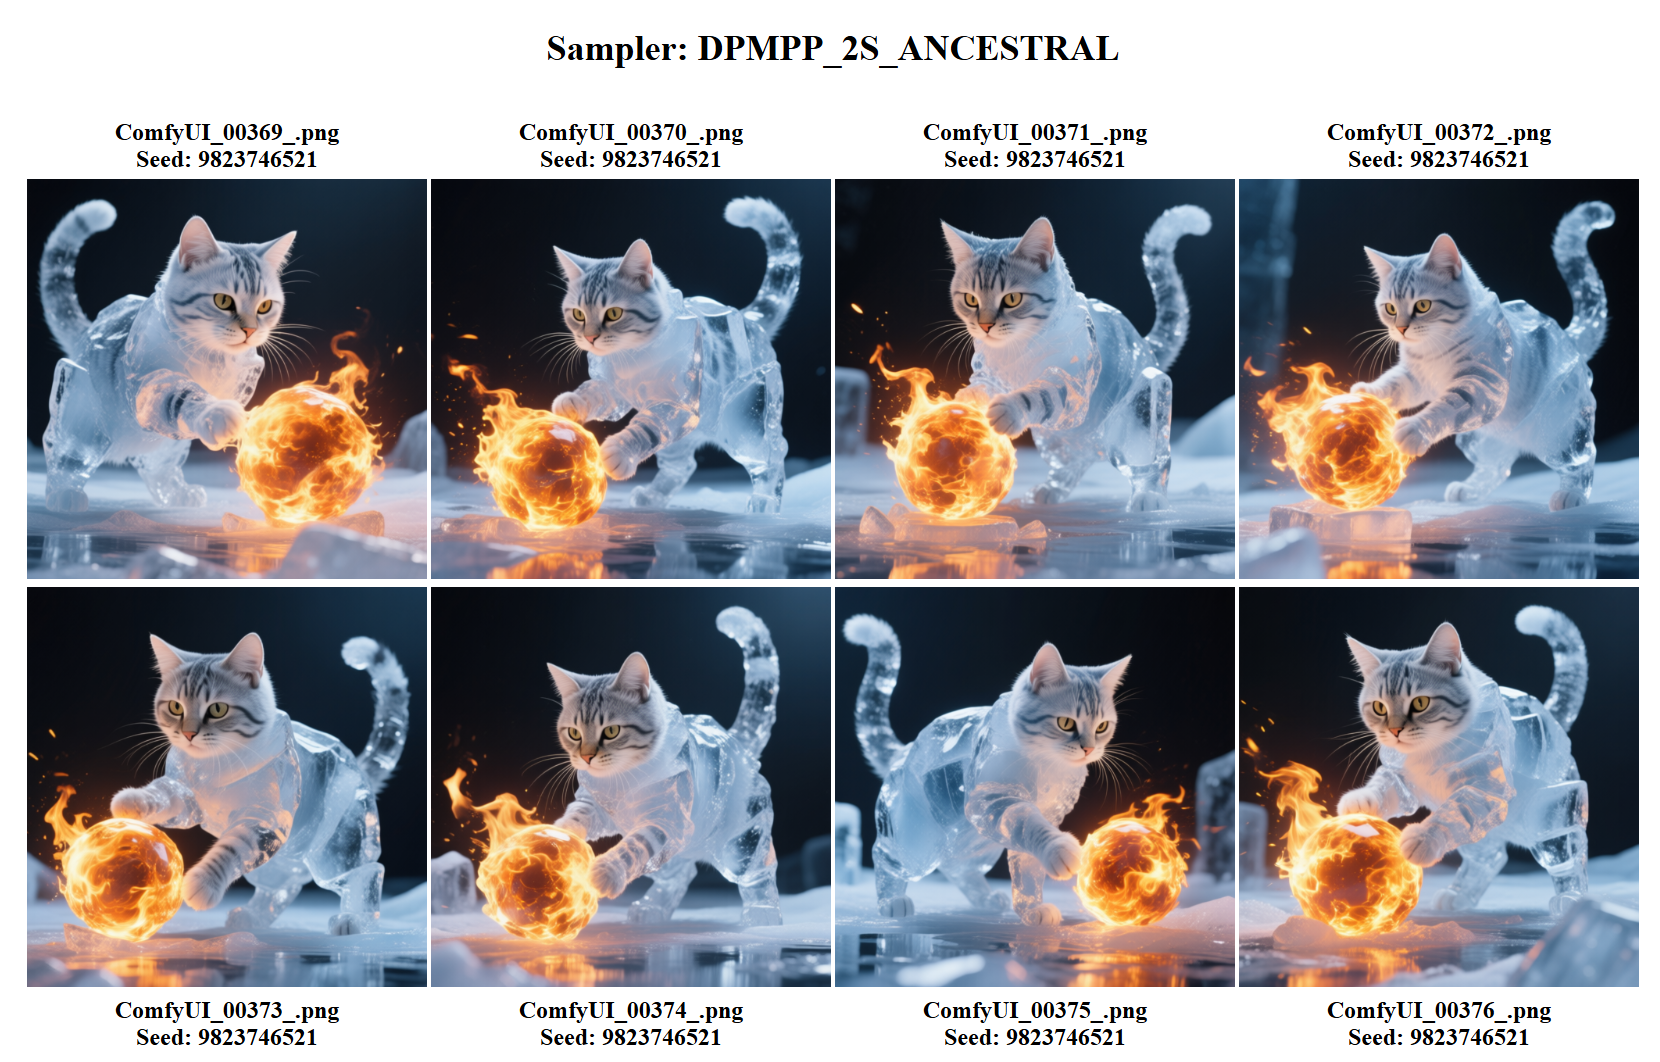 Sampler: DPMPP_2S_ANCESTRAL
ComfyUI_00369_.png
Seed: 9823746521
ComfyUI_00370_.png
Seed: 9823746521
ComfyUI_00371_.png
Seed: 9823746521
ComfyUI_00372_.png
Seed: 9823746521
ComfyUI_00373_.png
Seed: 9823746521
ComfyUI_00374_.png
Seed: 9823746521
ComfyUI_00375_.png
Seed: 9823746521
ComfyUI_00376_.png
Seed: 9823746521